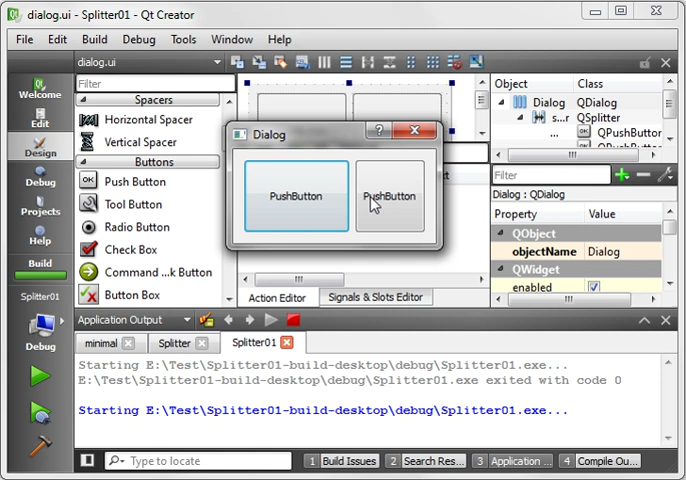 dialog.ui - Splitter01 - Qt Creator
File Edit Build Debug Tools Window Help
dialog.ui
Welcome
Edit
Design
Debug
Projects
Help
Build
Splitter01
Debug
Filter
Spacers
Horizontal Spacer
Vertical Spacer
Buttons
Push Button
Tool Button
Radio Button
Check Box
Command ...k Button
Button Box
Dialog
PushButton PushButton
Action Editor Signals & Slots Editor
Object Class
Dialog QDialog
s...r QSplitter
... QPushButton
QPushButton
Filter
Dialog : QDialog
Property Value
QObject
objectName Dialog
QWidget
enabled
Application Output
minimal Splitter Splitter01
Starting E:\Test\Splitter01-build-desktop\debug\Splitter01.exe...
E:\Test\Splitter01-build-desktop\debug\Splitter01.exe exited with code 0
Starting E:\Test\Splitter01-build-desktop\debug\Splitter01.exe...
Type to locate
1 Build Issues 2 Search Res... 3 Application ... 4 Compile Ou...